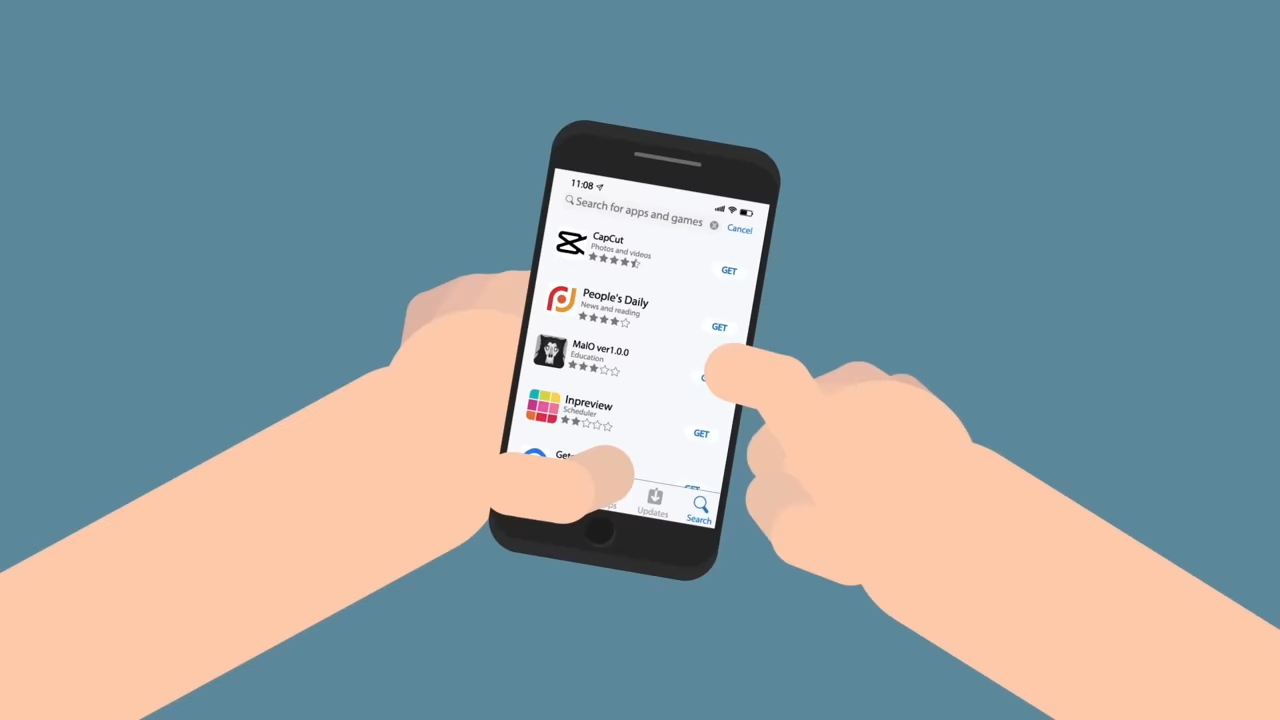 11:08
Search for apps and games
Cancel
CapCut
Photos and videos
GET
People's Daily
News and reading
GET
MalO ver1.0.0
Education
Inpreview
Scheduler
GET
GET
Updates
Search